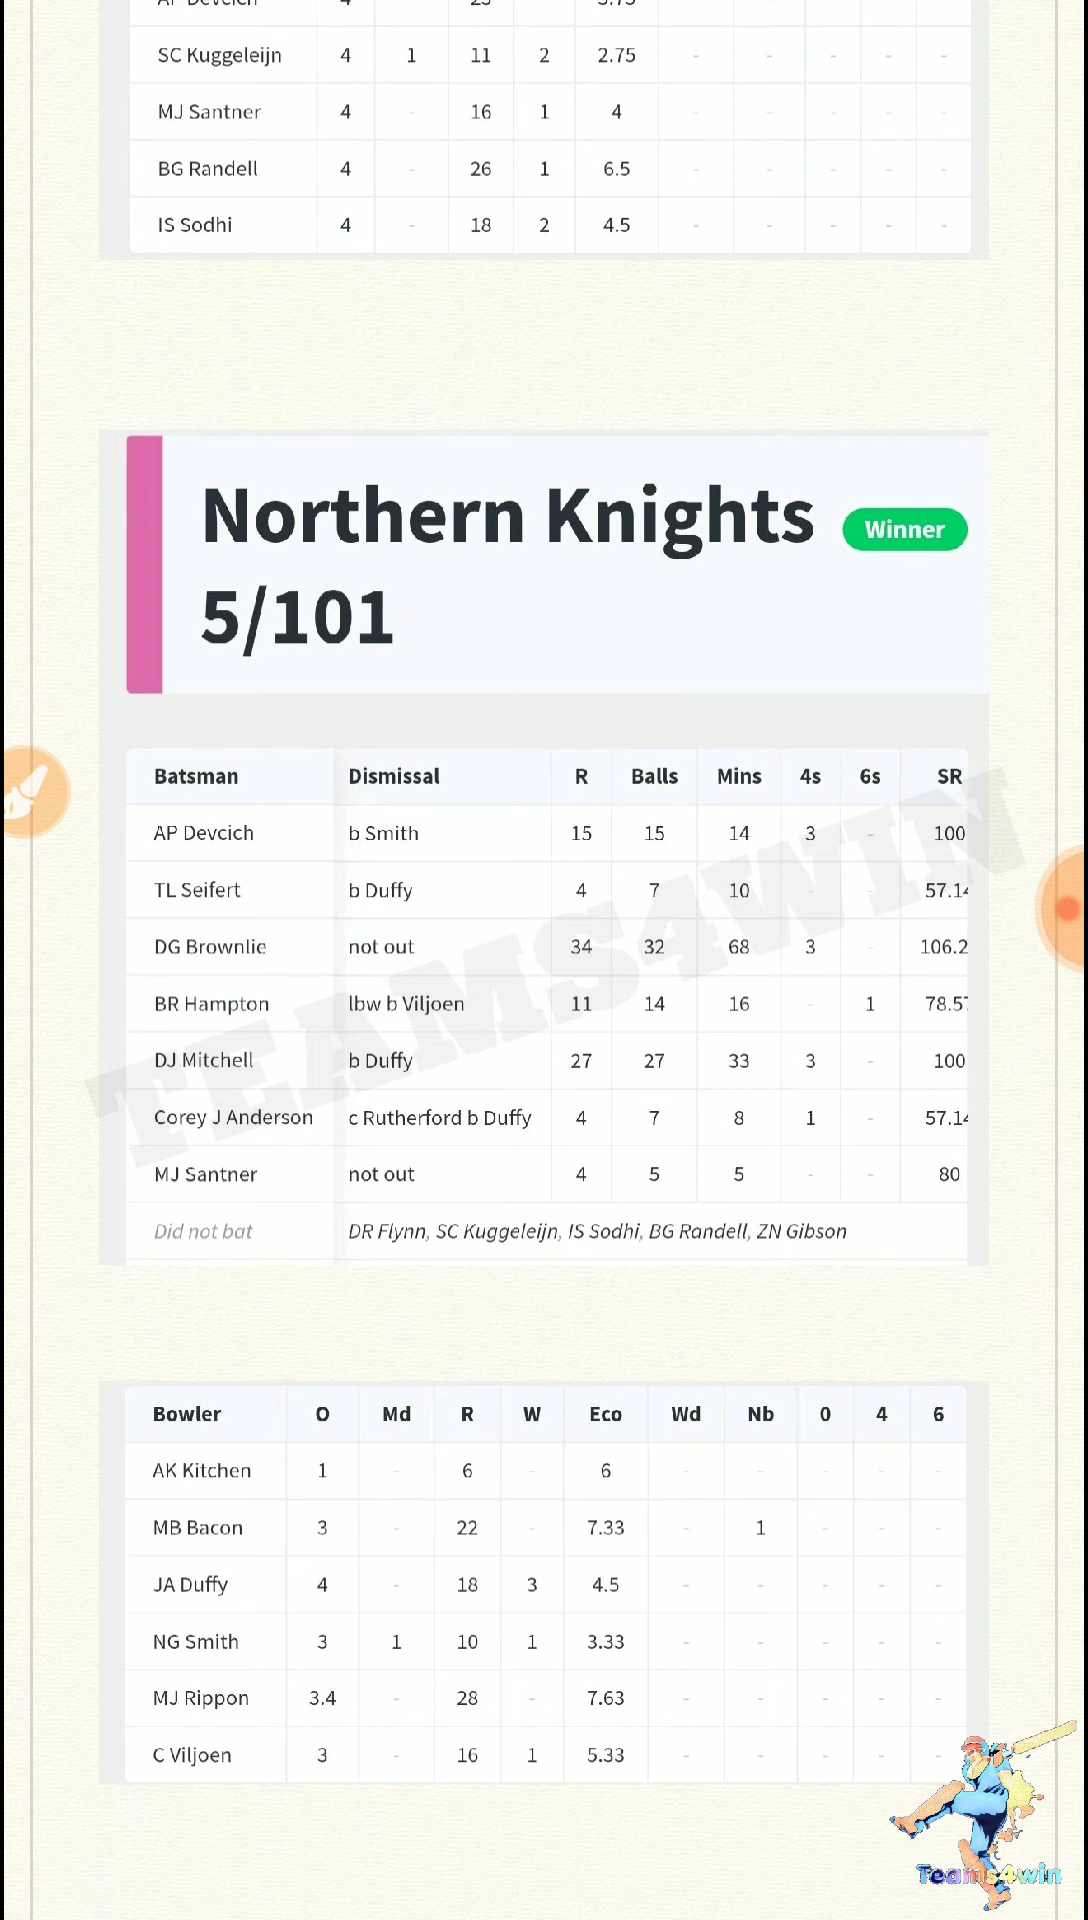 SC Kuggeleijn 4 1 11 2 2.75 - - - - -
MJ Santner 4 - 16 1 4 - - - - -
BG Randell 4 - 26 1 6.5 - - - - -
IS Sodhi 4 - 18 2 4.5 - - - - -
Northern Knights Winner
5/101
Batsman Dismissal R Balls Mins 4s 6s SR
AP Devcich b Smith 15 15 14 3 - 100
TL Seifert b Duffy 4 7 10 - - 57.14
DG Brownlie not out 34 32 68 3 - 106.2
BR Hampton lbw b Viljoen 11 14 16 - 1 78.57
DJ Mitchell b Duffy 27 27 33 3 - 100
Corey J Anderson c Rutherford b Duffy 4 7 8 1 - 57.14
MJ Santner not out 4 5 5 - - 80
Did not bat DR Flynn, SC Kuggeleijn, IS Sodhi, BG Randell, ZN Gibson
TEAMS4WIN
Bowler O Md R W Eco Wd Nb 0 4 6
AK Kitchen 1 - 6 - 6 - - - - -
MB Bacon 3 - 22 - 7.33 - 1 - - -
JA Duffy 4 - 18 3 4.5 - - - - -
NG Smith 3 1 10 1 3.33 - - - - -
MJ Rippon 3.4 - 28 - 7.63 - - - - -
C Viljoen 3 - 16 1 5.33 - - - - -
Teams4win